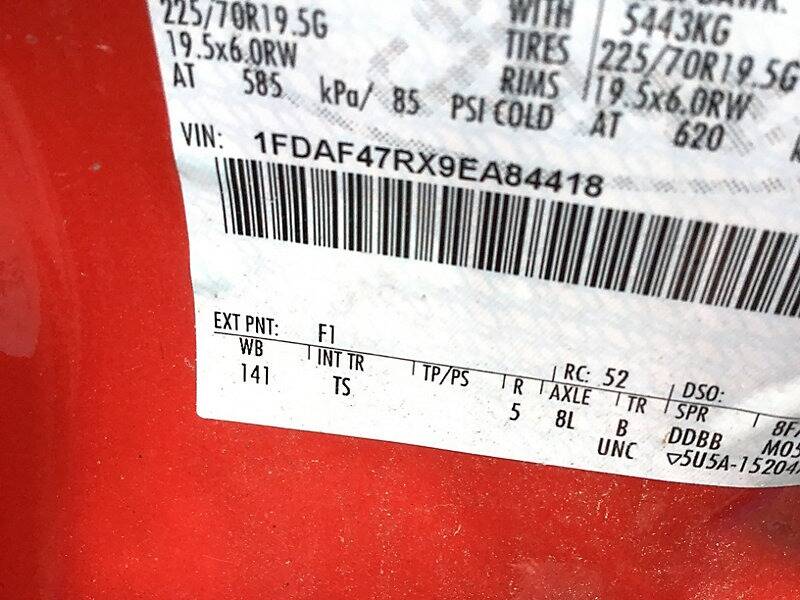 225/70R19.5G WITH 5443KG
19.5x6.0RW TIRES 225/70R19.5G
AT 585 kPa/ 85 PSI COLD RIMS 19.5x6.0RW
AT 620
VIN: 1FDAF47RX9EA84418
EXT PNT: F1 RC: 52 DSO:
WB INT TR TP/PS R AXLE TR SPR
141 TS 5 8L B DDBB
UNC ▽5U5A-15204